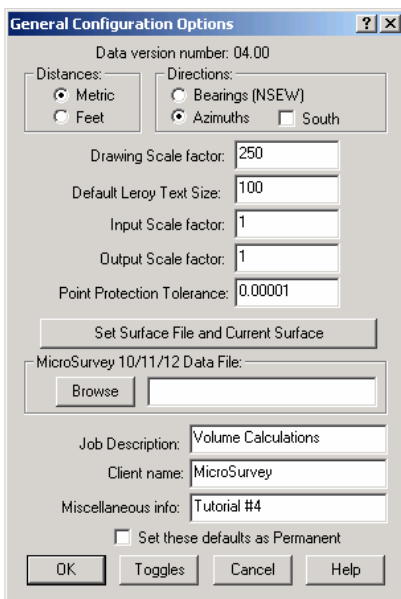 General Configuration Options
Data version number: 04.00
Distances:
Metric
Feet
Directions:
Bearings (NSEW)
Azimuths
South
Drawing Scale factor: 250
Default Leroy Text Size: 100
Input Scale factor: 1
Output Scale factor: 1
Point Protection Tolerance: 0.00001
Set Surface File and Current Surface
MicroSurvey 10/11/12 Data File:
Browse
Job Description: Volume Calculations
Client name: MicroSurvey
Miscellaneous info: Tutorial #4
Set these defaults as Permanent
OK Toggles Cancel Help